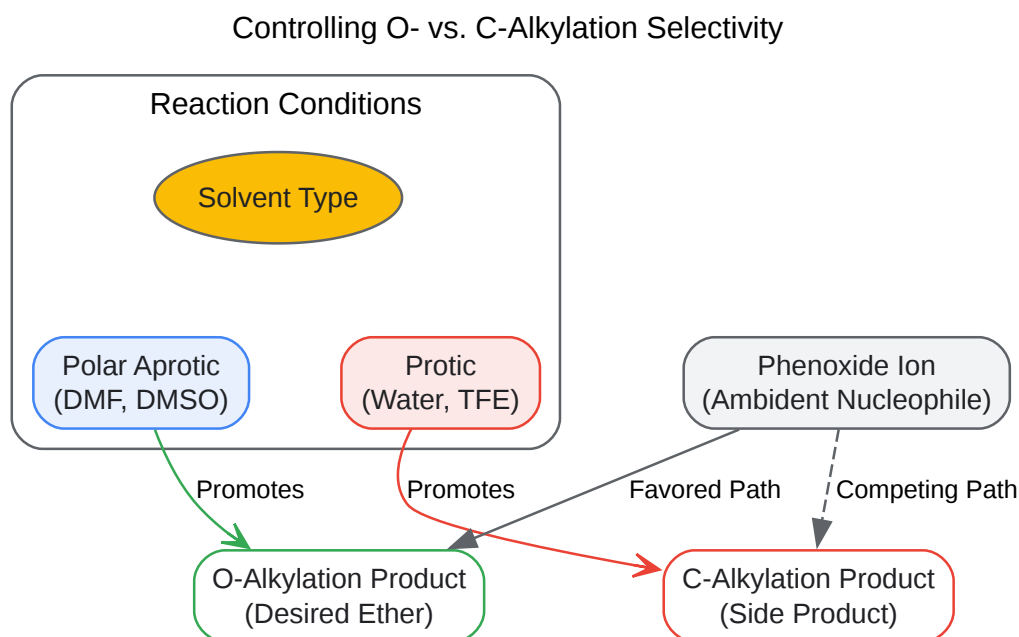 Controlling O- vs. C-Alkylation Selectivity
Reaction Conditions
Solvent Type
Polar Aprotic
(DMF, DMSO)
Protic
(Water, TFE)
Phenoxide Ion
(Ambident Nucleophile)
Promotes
Promotes
Favored Path
Competing Path
O-Alkylation Product
(Desired Ether)
C-Alkylation Product
(Side Product)